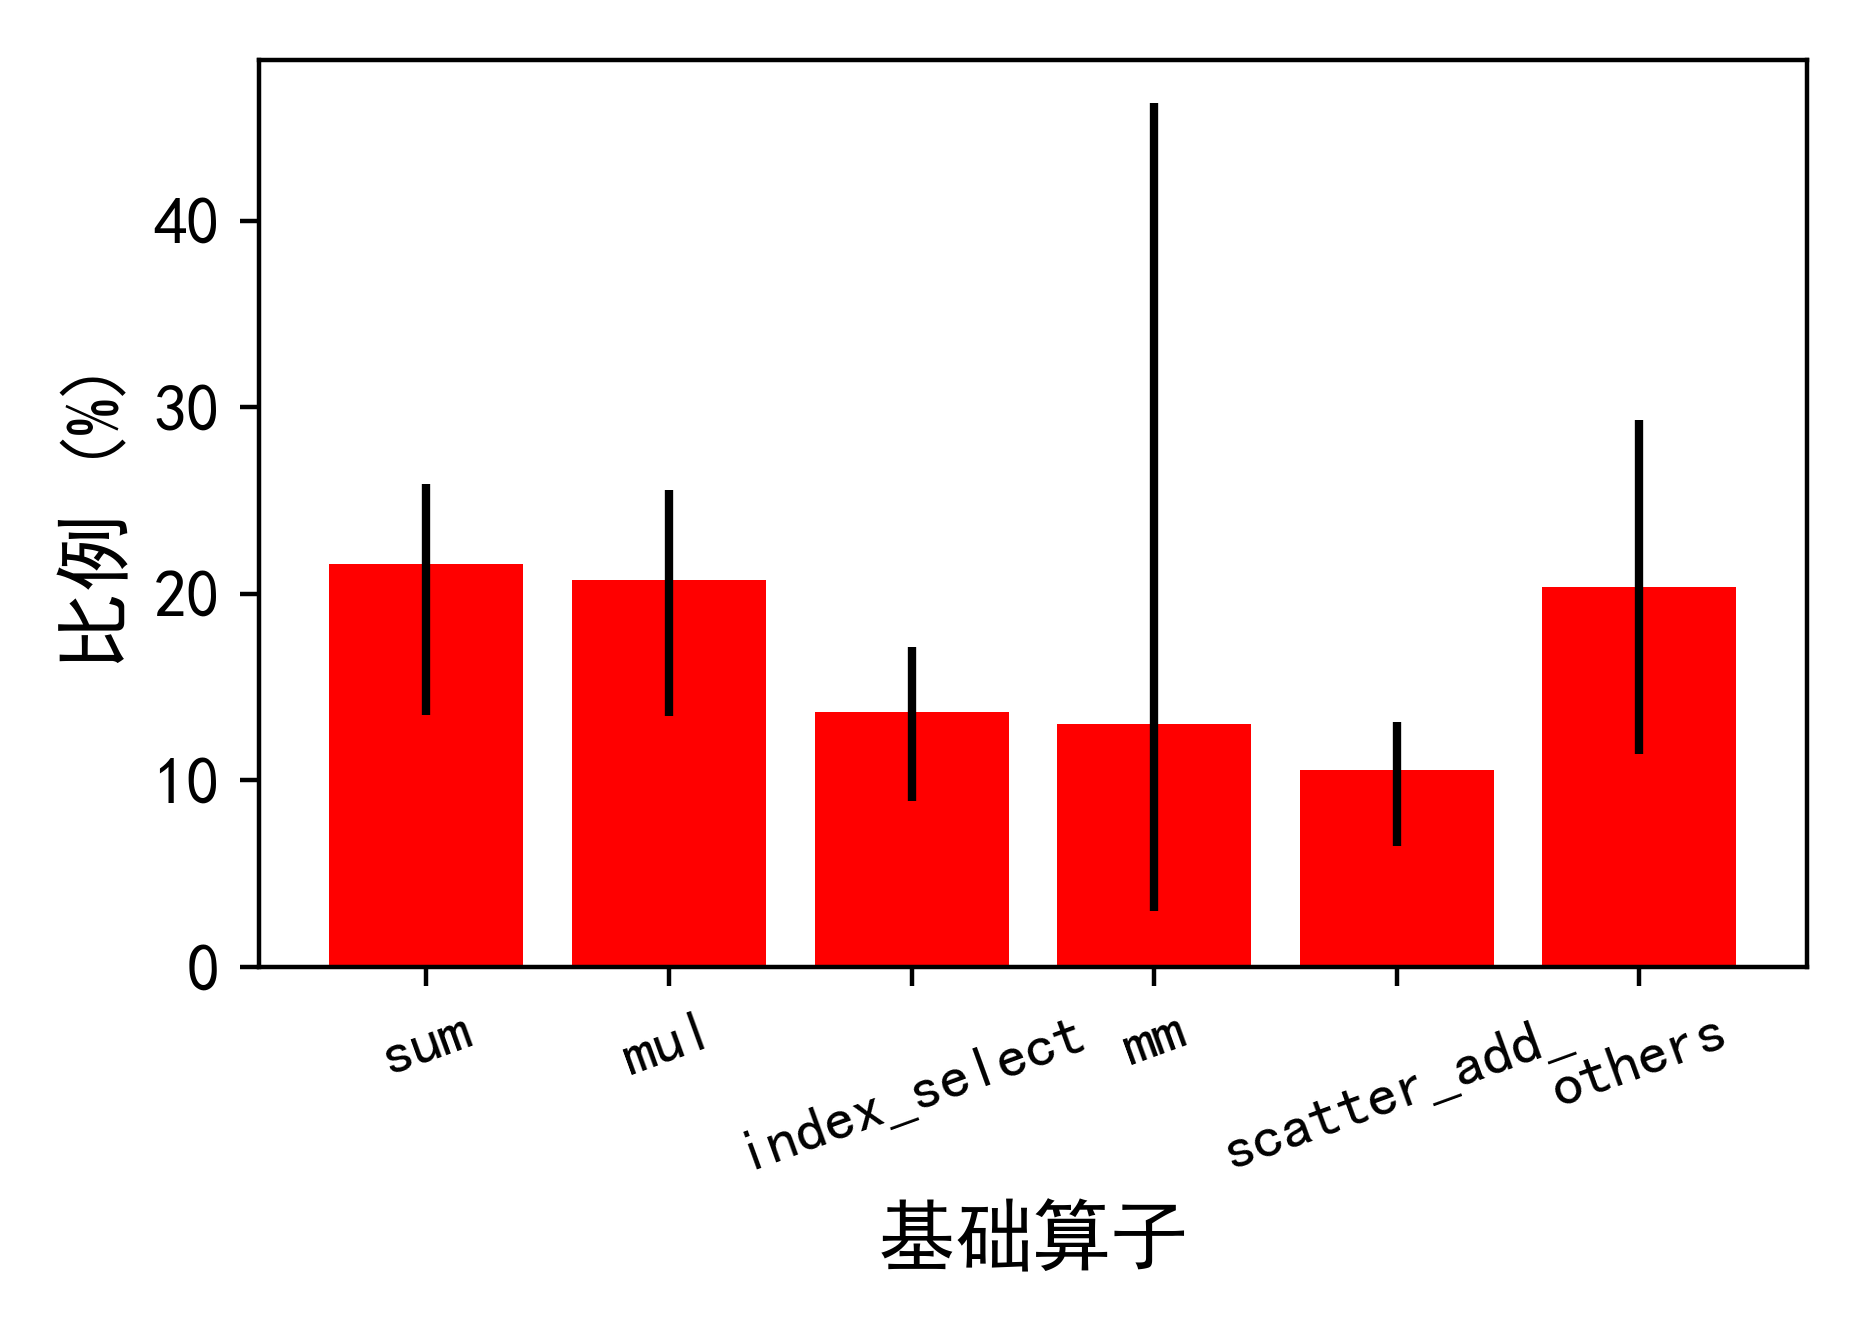 比例 (%)
40
30
20
10
0
sum
mul
index_select
mm
scatter_add_
others
基础算子